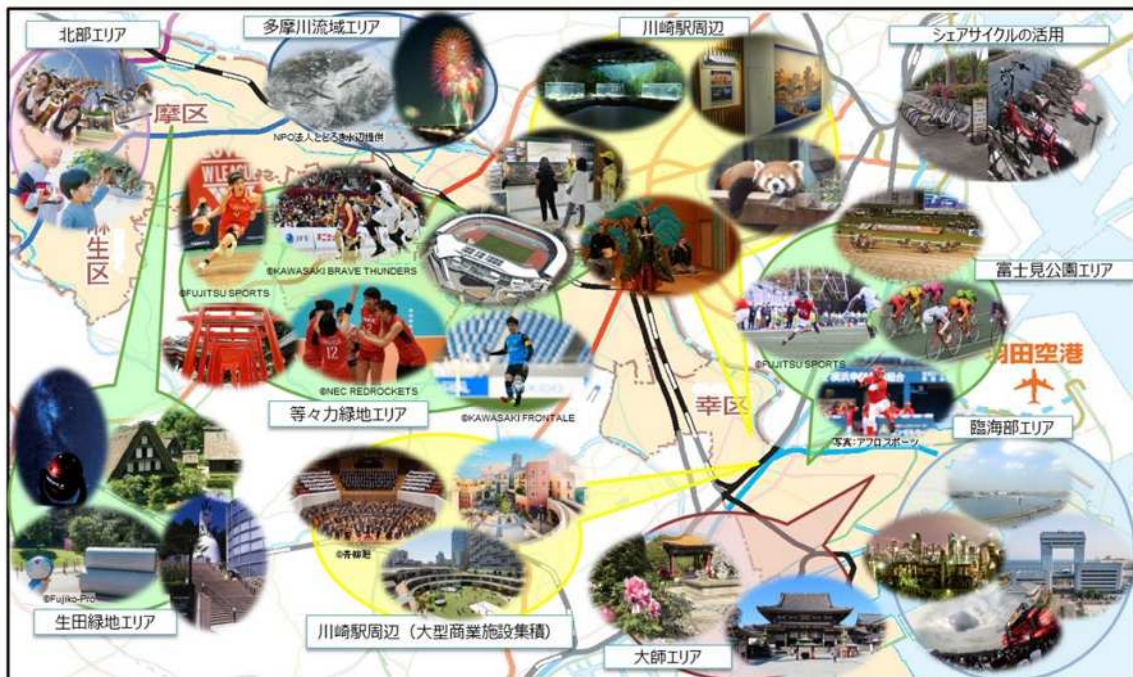 北部エリア
多摩川流域エリア
川崎駅周辺
シェアサイクルの活用
摩区
NPO法人とどろき水辺提供
麻生区
©KAWASAKI BRAVE THUNDERS
©FUJITSU SPORTS
富士見公園エリア
©FUJITSU SPORTS
羽田空港
©NEC REDROCKETS
等々力緑地エリア
©KAWASAKI FRONTALE
幸区
写真：アフロスポーツ
臨海部エリア
12
©青柳聡
©Fujiko-Pro
生田緑地エリア
川崎駅周辺（大型商業施設集積）
大師エリア